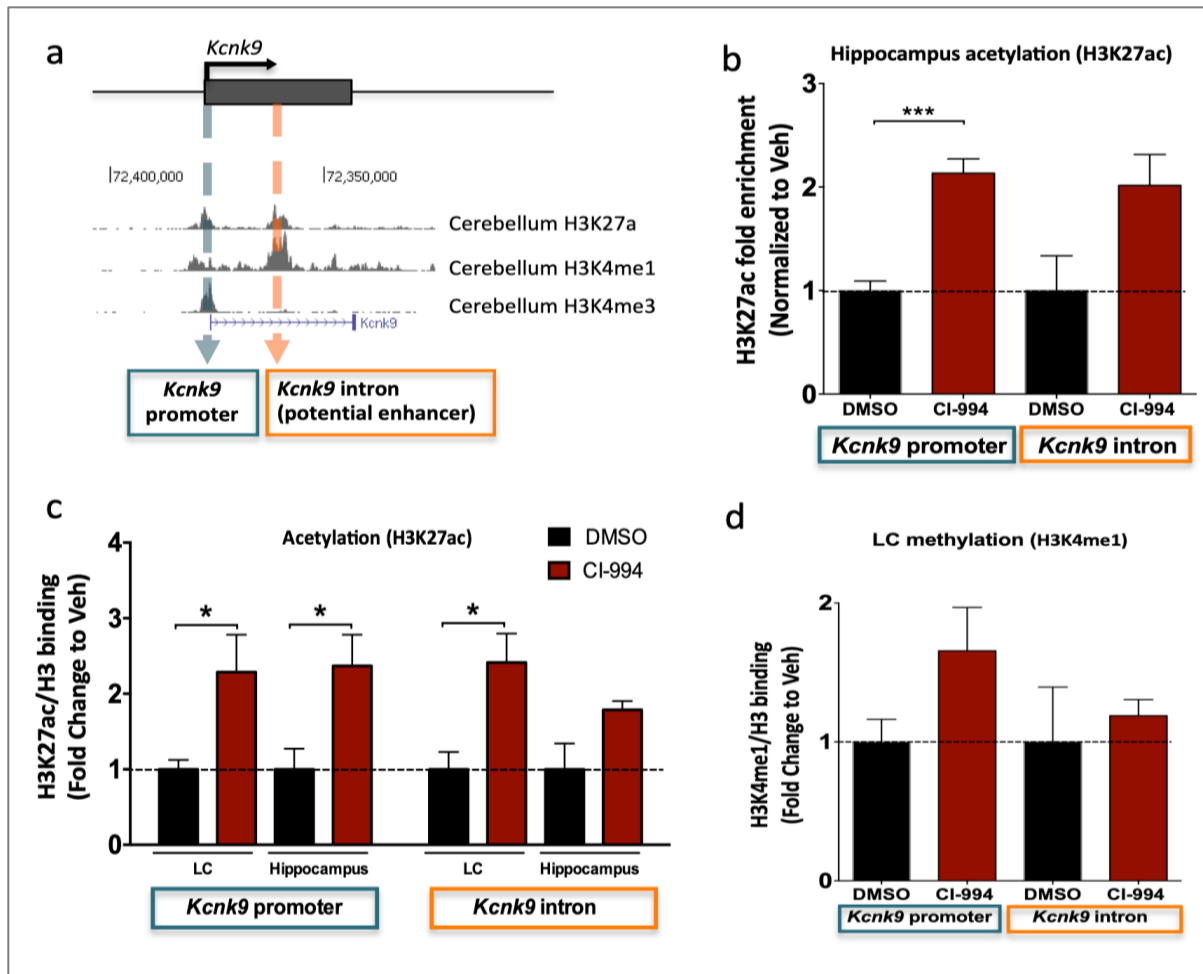 a
Kcnk9
|72,400,000
|72,350,000
Cerebellum H3K27a
Cerebellum H3K4me1
Cerebellum H3K4me3
Kcnk9
Kcnk9
promoter
Kcnk9 intron
(potential enhancer)
b
Hippocampus acetylation (H3K27ac)
H3K27ac fold enrichment
(Normalized to Veh)
3
2
1
0
***
DMSO
CI-994
DMSO
CI-994
Kcnk9 promoter
Kcnk9 intron
c
Acetylation (H3K27ac)
DMSO
CI-994
H3K27ac/H3 binding
(Fold Change to Veh)
4
3
2
1
0
*
*
*
LC
Hippocampus
LC
Hippocampus
Kcnk9 promoter
Kcnk9 intron
d
LC methylation (H3K4me1)
H3K4me1/H3 binding
(Fold Change to Veh)
2
1
0
DMSO
CI-994
DMSO
CI-994
Kcnk9 promoter
Kcnk9 intron